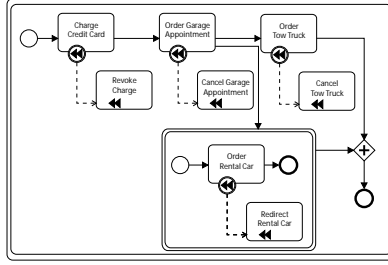 Charge
Credit Card
Order Garage
Appointment
Order
Tow Truck
Revoke
Charge
Cancel Garage
Appointment
Cancel
Tow Truck
Order
Rental Car
Redirect
Rental Car